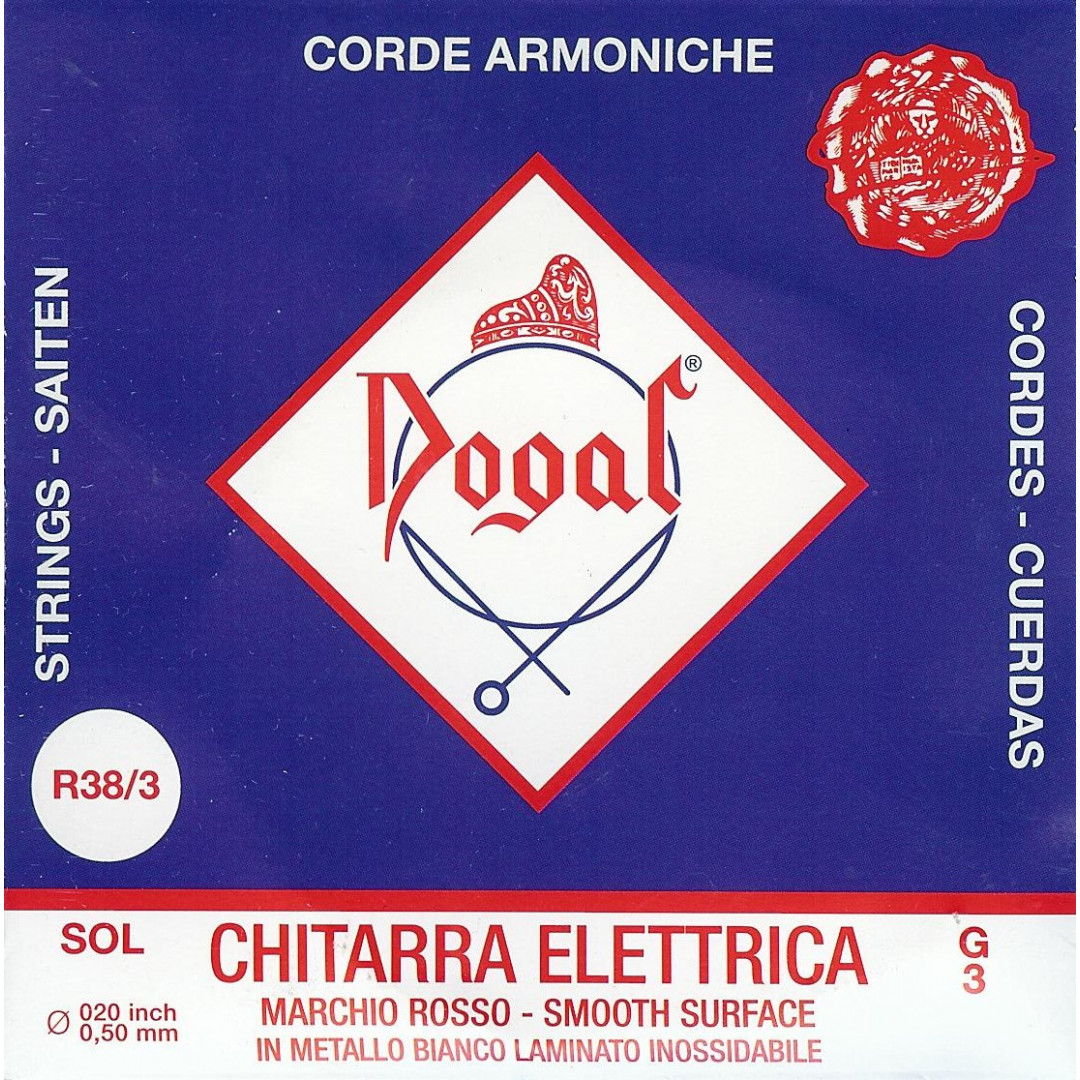 CORDE ARMONICHE
STRINGS - SAITEN
CORDES - CUERDAS
Dogal®
R38/3
SOL
CHITARRA ELETTRICA
G
3
Ø 020 inch
0,50 mm
MARCHIO ROSSO - SMOOTH SURFACE
IN METALLO BIANCO LAMINATO INOSSIDABILE